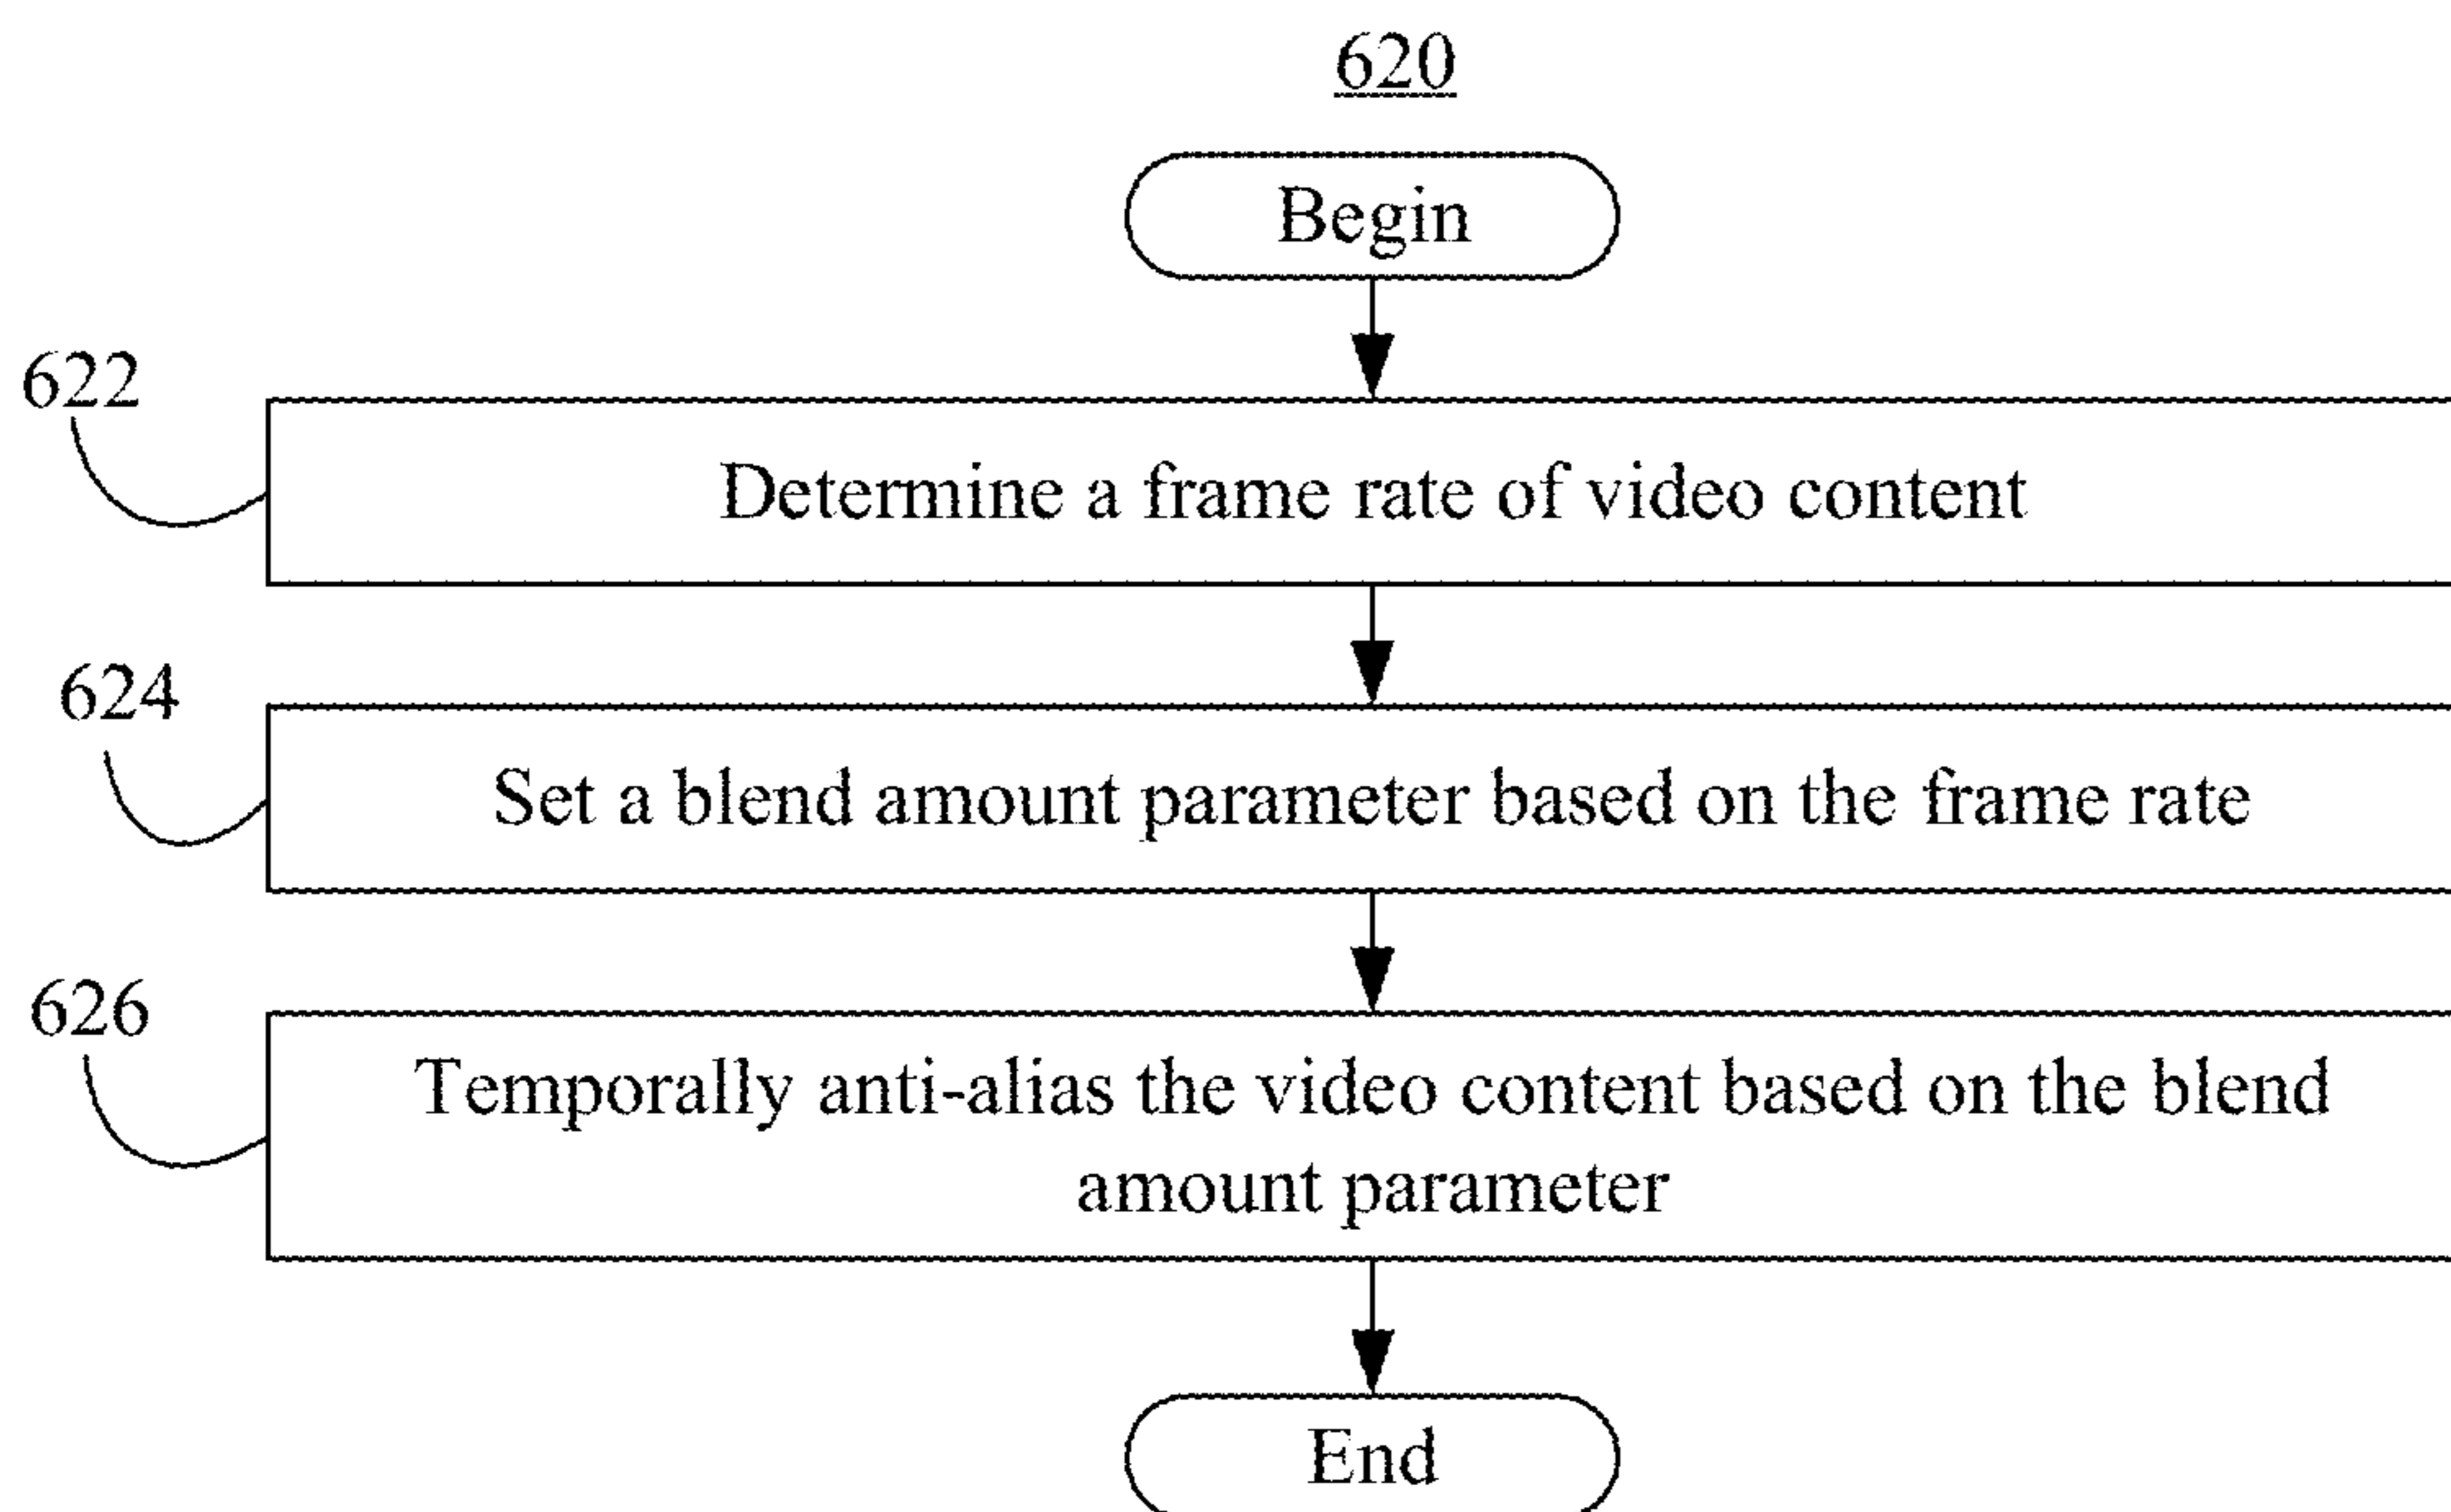 620
Begin
622
Determine a frame rate of video content
624
Set a blend amount parameter based on the frame rate
626
Temporally anti-alias the video content based on the blend
amount parameter
End